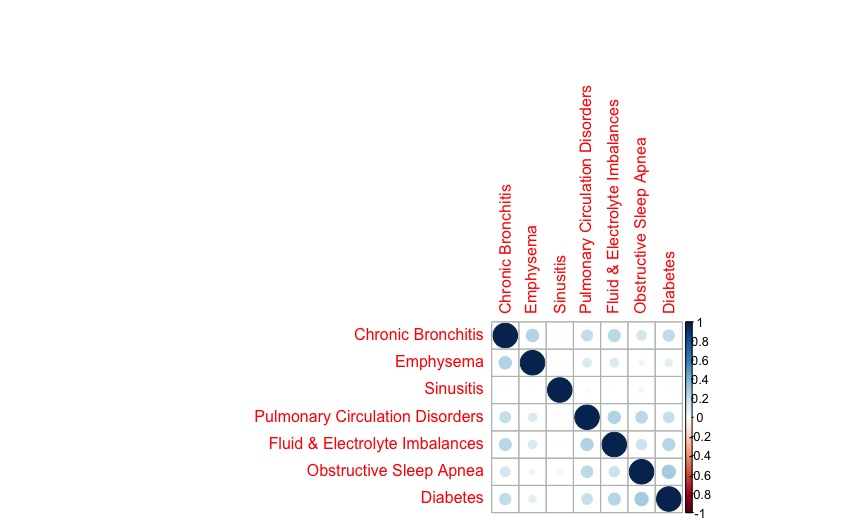 Chronic Bronchitis
Emphysema
Sinusitis
Pulmonary Circulation Disorders
Fluid & Electrolyte Imbalances
Obstructive Sleep Apnea
Diabetes
Chronic Bronchitis
Emphysema
Sinusitis
Pulmonary Circulation Disorders
Fluid & Electrolyte Imbalances
Obstructive Sleep Apnea
Diabetes
1
0.8
0.6
0.4
0.2
0
-0.2
-0.4
-0.6
-0.8
-1